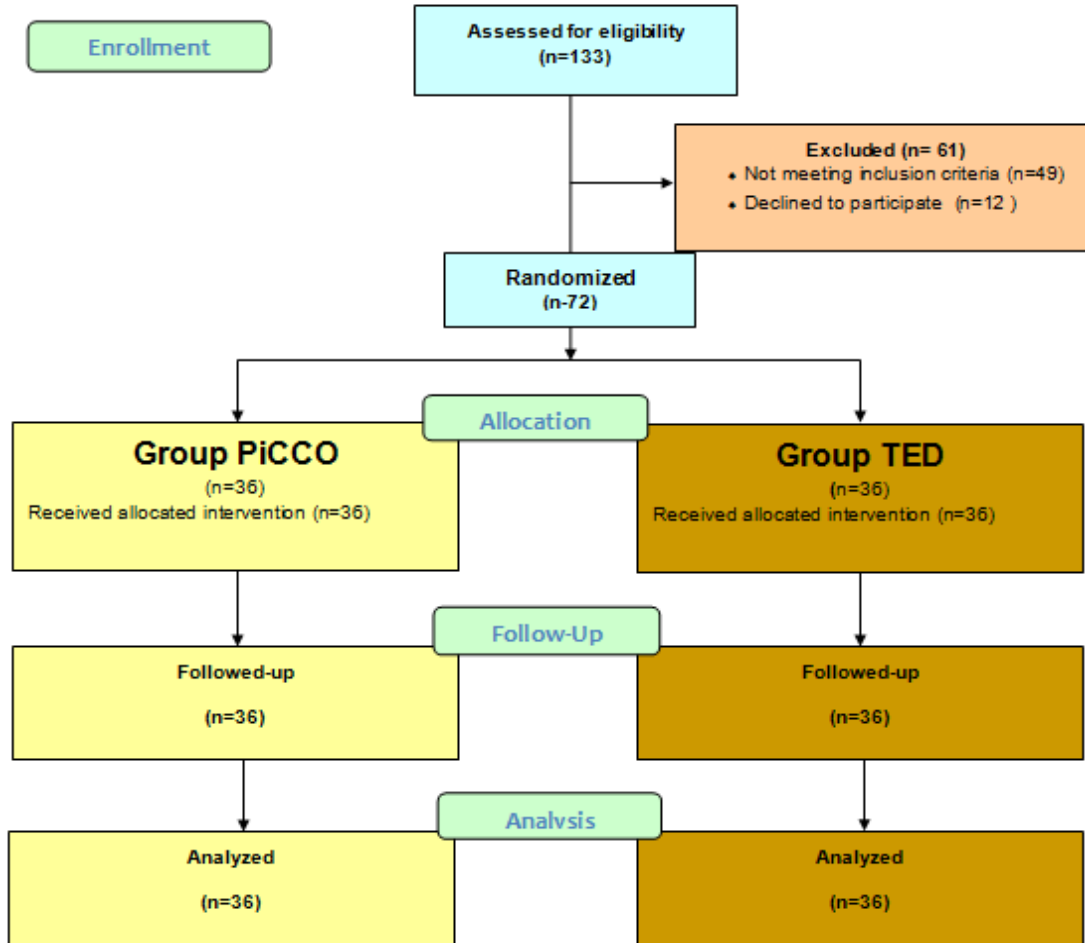 Enrollment
Assessed for eligibility
(n=133)
Excluded (n= 61)
• Not meeting inclusion criteria (n=49)
• Declined to participate (n=12 )
Randomized
(n-72)
Allocation
Group PiCCO
(n=36)
Received allocated intervention (n=36)
Group TED
(n=36)
Received allocated intervention (n=36)
Follow-Up
Followed-up
(n=36)
Followed-up
(n=36)
Analysis
Analyzed
(n=36)
Analyzed
(n=36)